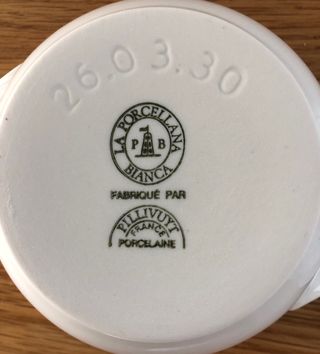 26.03.30
LA PORCELLANA
P B
BIANCA
FABRIQUÉ PAR
PILLIVUYT
FRANCE
PORCELAINE